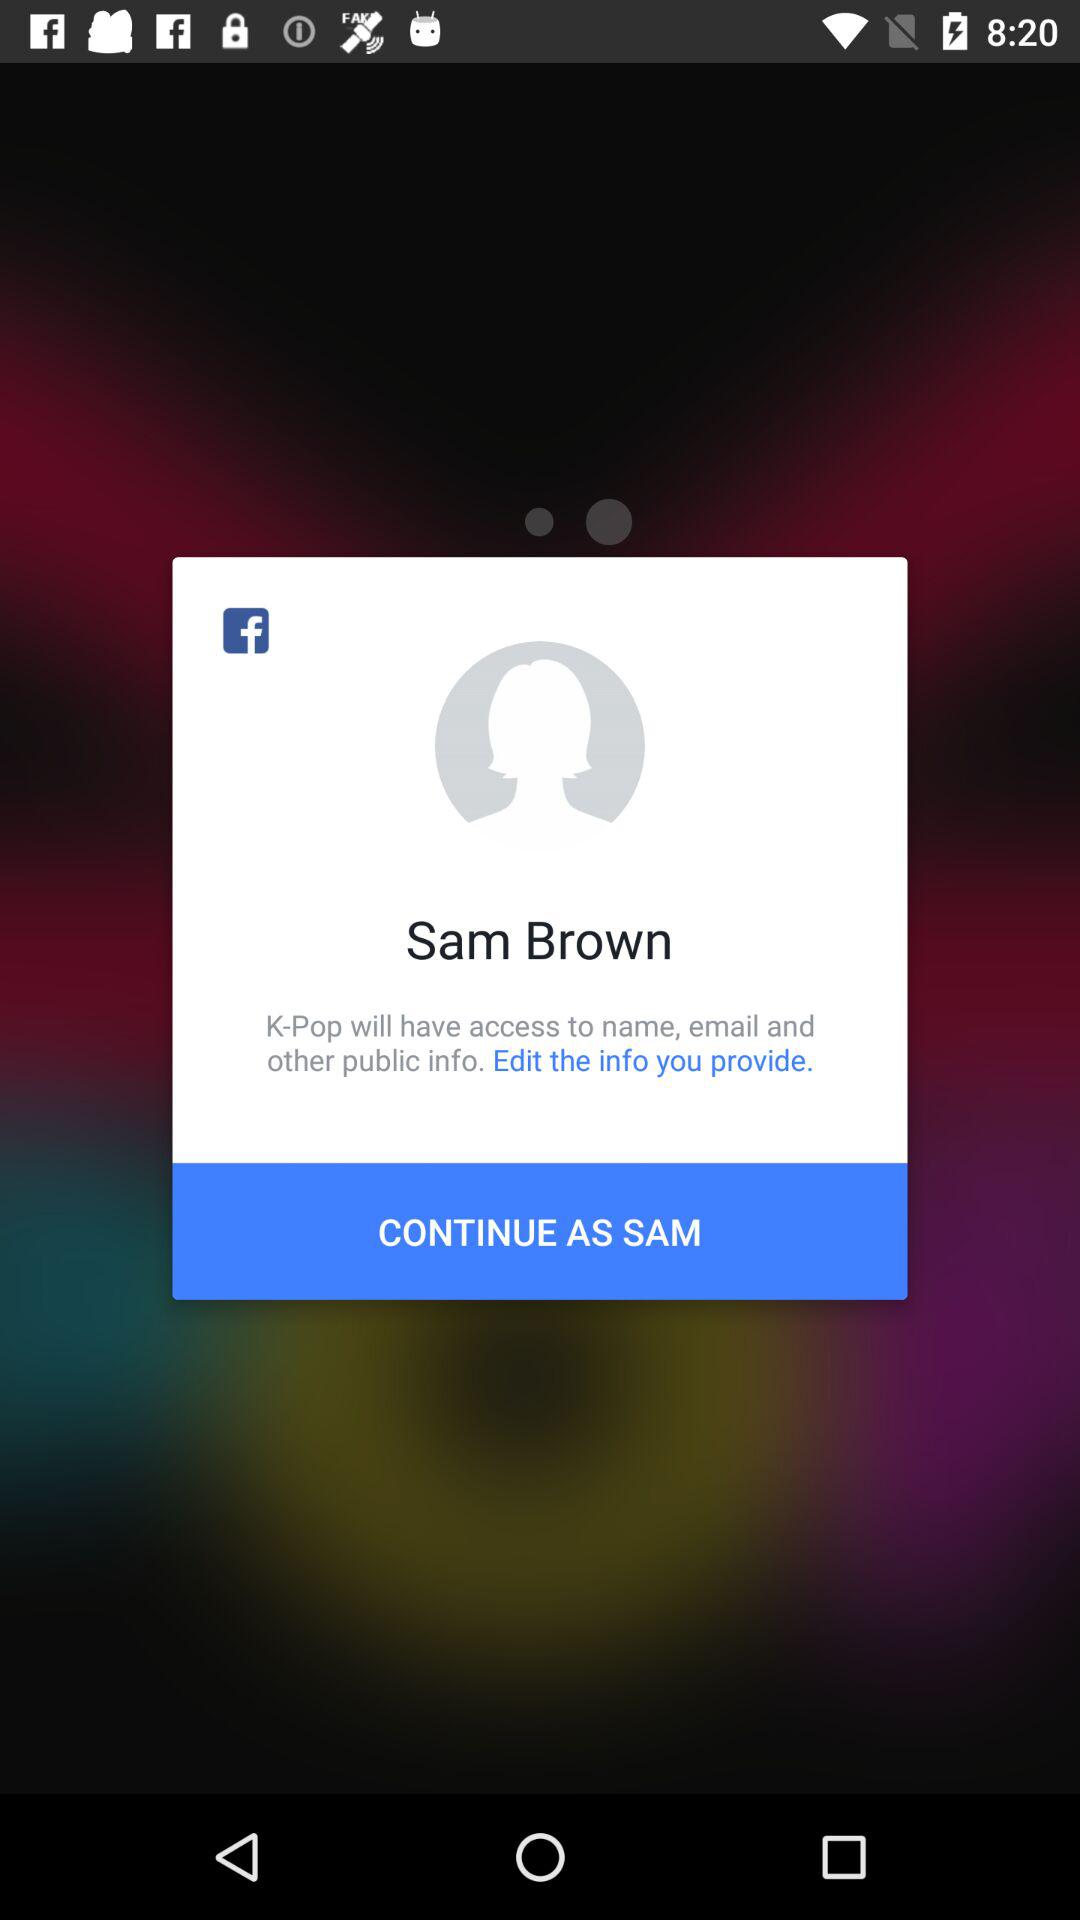 FAKE
8:20
Sam Brown
K-Pop will have access to name, email and
other public info. Edit the info you provide.
CONTINUE AS SAM